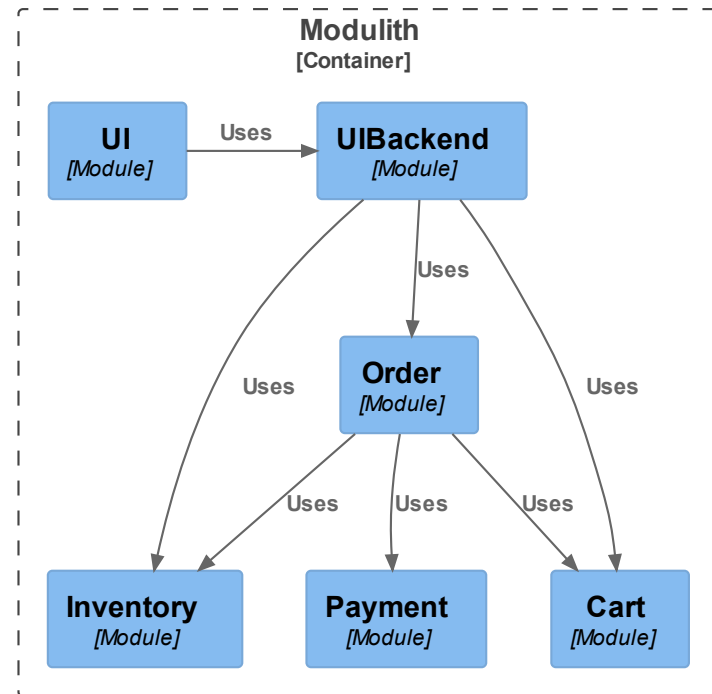 Modulith
[Container]
UI
[Module]
Uses
UIBackend
[Module]
Uses
Order
[Module]
Uses
Uses
Uses
Uses
Uses
Inventory
[Module]
Payment
[Module]
Cart
[Module]